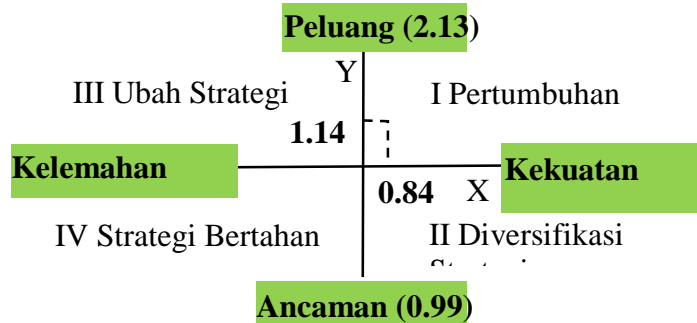 Peluang (2.13)
Y
III Ubah Strategi
I Pertumbuhan
1.14
Kelemahan
Kekuatan
0.84
X
IV Strategi Bertahan
II Diversifikasi
Ancaman (0.99)